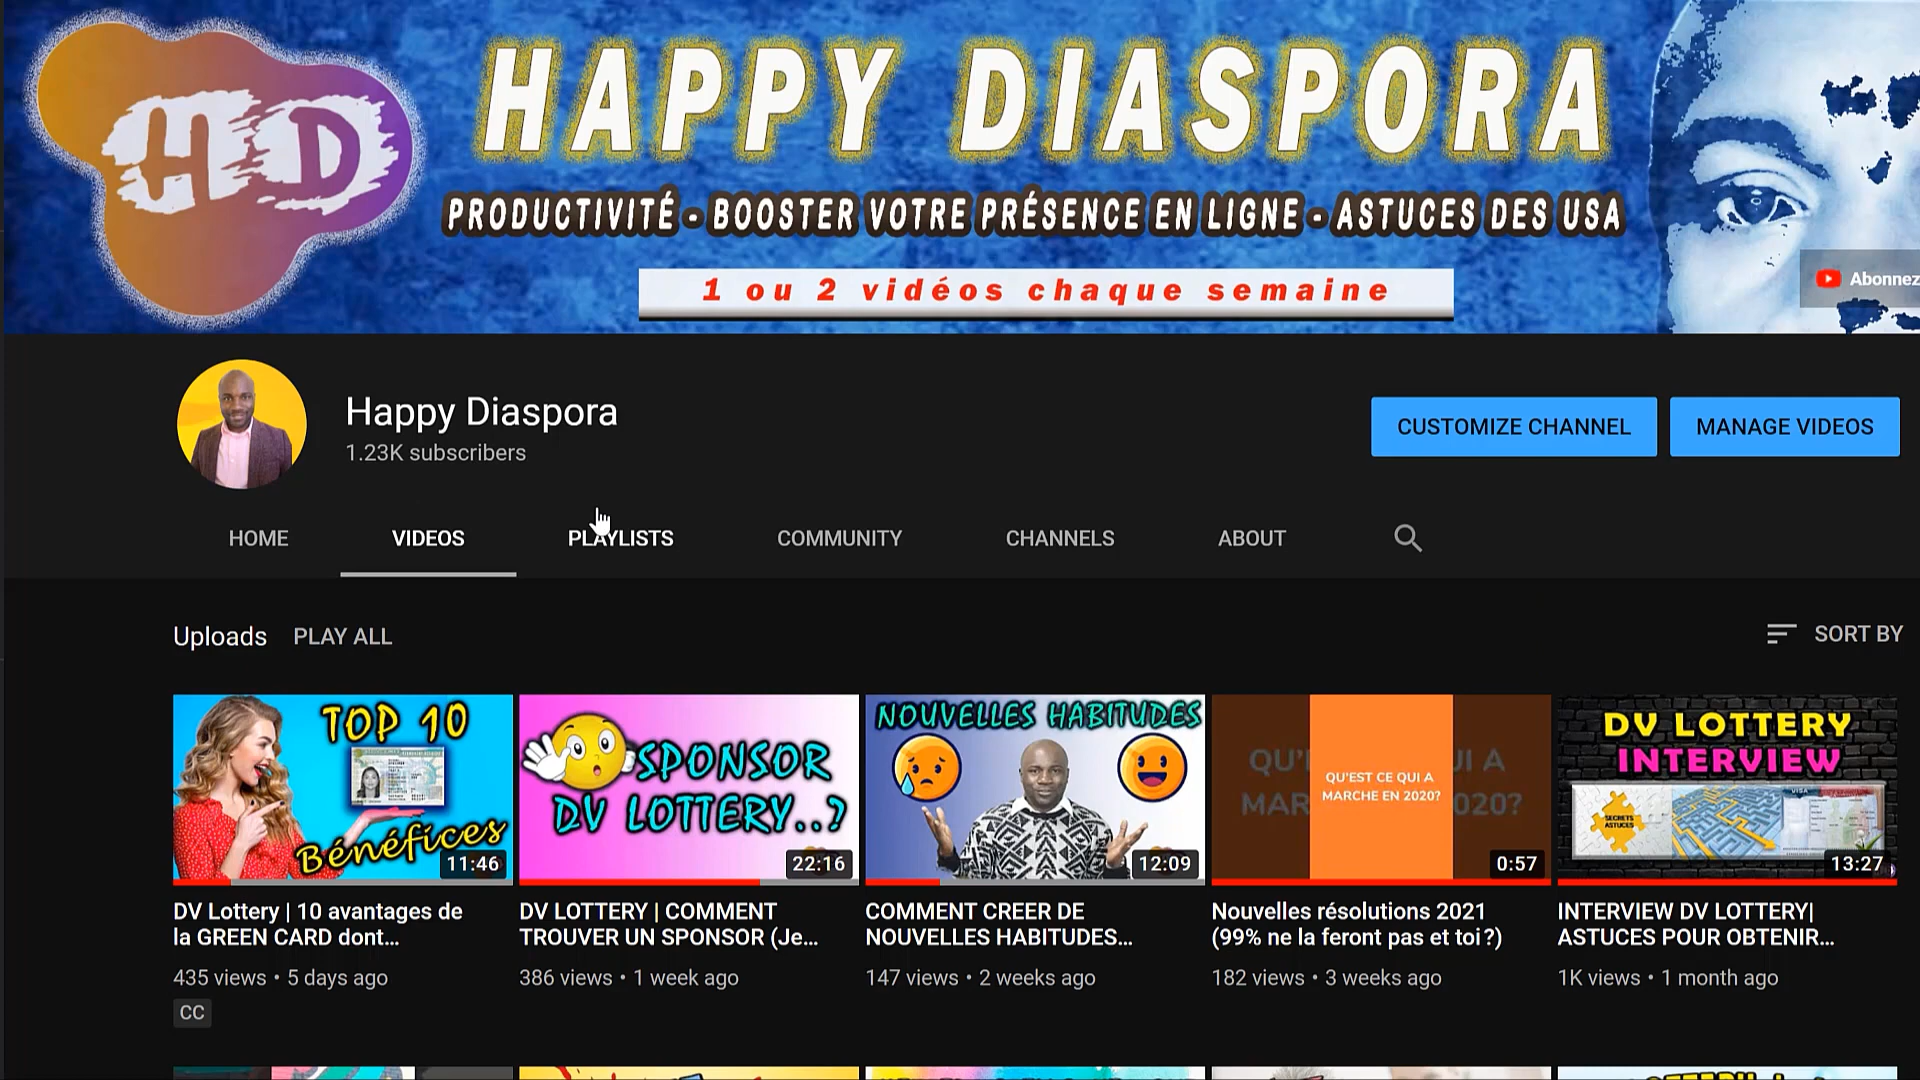 HD
HAPPY DIASPORA
PRODUCTIVITÉ - BOOSTER VOTRE PRÉSENCE EN LIGNE - ASTUCES DES USA
1 ou 2 vidéos chaque semaine
Abonnez
Happy Diaspora
1.23K subscribers
CUSTOMIZE CHANNEL
MANAGE VIDEOS
HOME
VIDEOS
PLAYLISTS
COMMUNITY
CHANNELS
ABOUT
Uploads
PLAY ALL
SORT BY
TOP 10
Bénéfices
11:46
SPONSOR
DV LOTTERY..?
22:16
NOUVELLES HABITUDES
12:09
QU'EST CE QUI A
MARCHE EN 2020?
0:57
DV LOTTERY
INTERVIEW
SECRETS
ASTUCES
VISA
13:27
DV Lottery | 10 avantages de
la GREEN CARD dont...
435 views • 5 days ago
CC
DV LOTTERY | COMMENT
TROUVER UN SPONSOR (Je...
386 views • 1 week ago
COMMENT CREER DE
NOUVELLES HABITUDES...
147 views • 2 weeks ago
Nouvelles résolutions 2021
(99% ne la feront pas et toi ?)
182 views • 3 weeks ago
INTERVIEW DV LOTTERY|
ASTUCES POUR OBTENIR...
1K views • 1 month ago